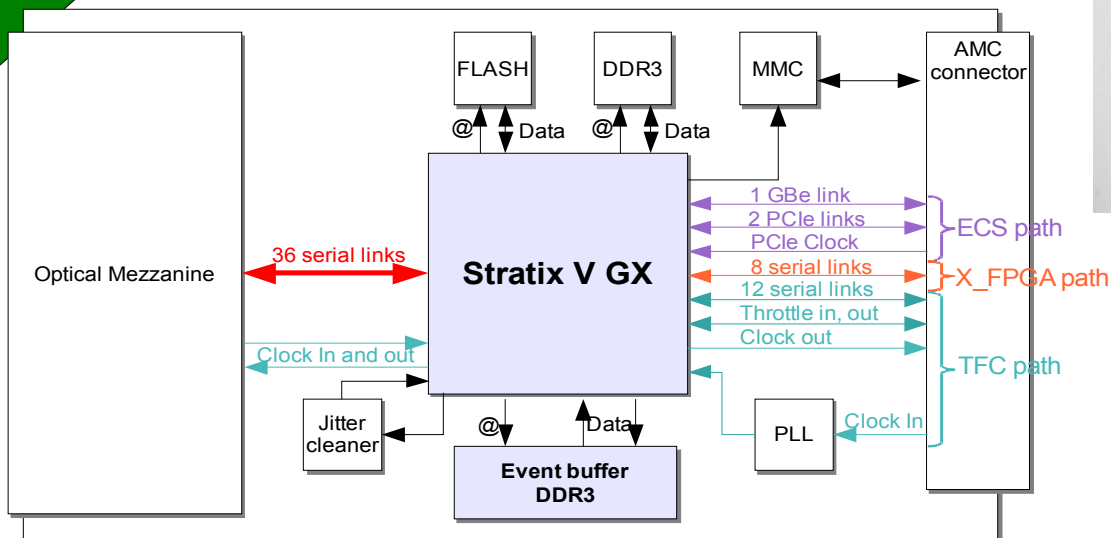 FLASH
DDR3
MMC
AMC
connector
@
Data
@
Data
1 GBe link
2 PCIe links
PCIe Clock
ECS path
36 serial links
Optical Mezzanine
Stratix V GX
8 serial links
X_FPGA path
12 serial links
Throttle in, out
Clock out
Clock In and out
TFC path
Jitter
cleaner
@
Data
PLL
Clock In
Event buffer
DDR3